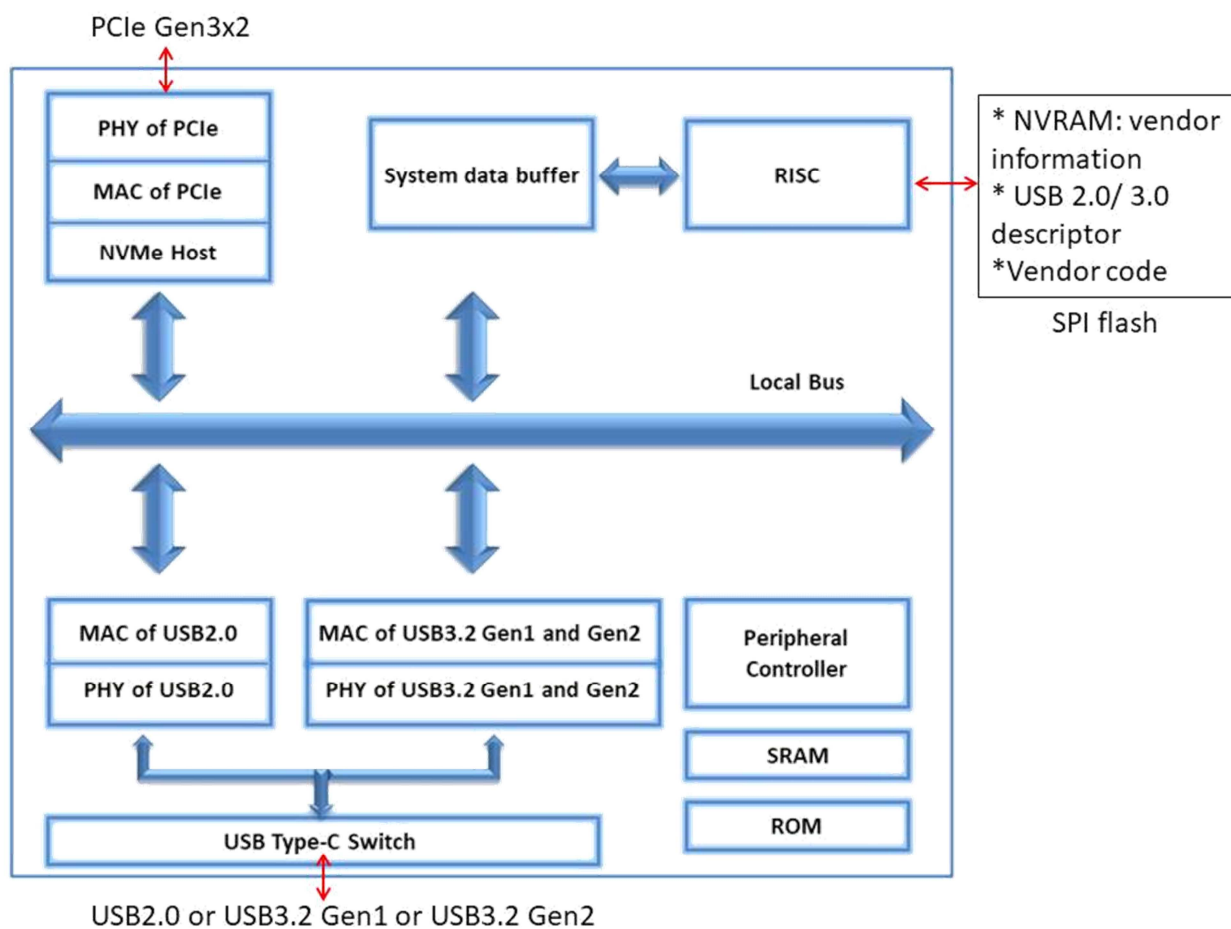 PCIe Gen3x2
PHY of PCIe
MAC of PCIe
NVMe Host
System data buffer
RISC
* NVRAM: vendor
information
* USB 2.0/ 3.0
descriptor
*Vendor code
SPI flash
Local Bus
MAC of USB2.0
PHY of USB2.0
MAC of USB3.2 Gen1 and Gen2
PHY of USB3.2 Gen1 and Gen2
Peripheral
Controller
SRAM
ROM
USB Type-C Switch
USB2.0 or USB3.2 Gen1 or USB3.2 Gen2